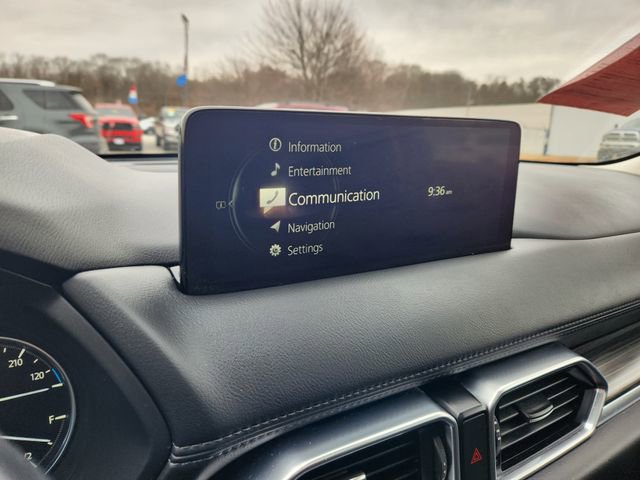 Information
Entertainment
Communication
9:36 am
Navigation
Settings
210
120
F